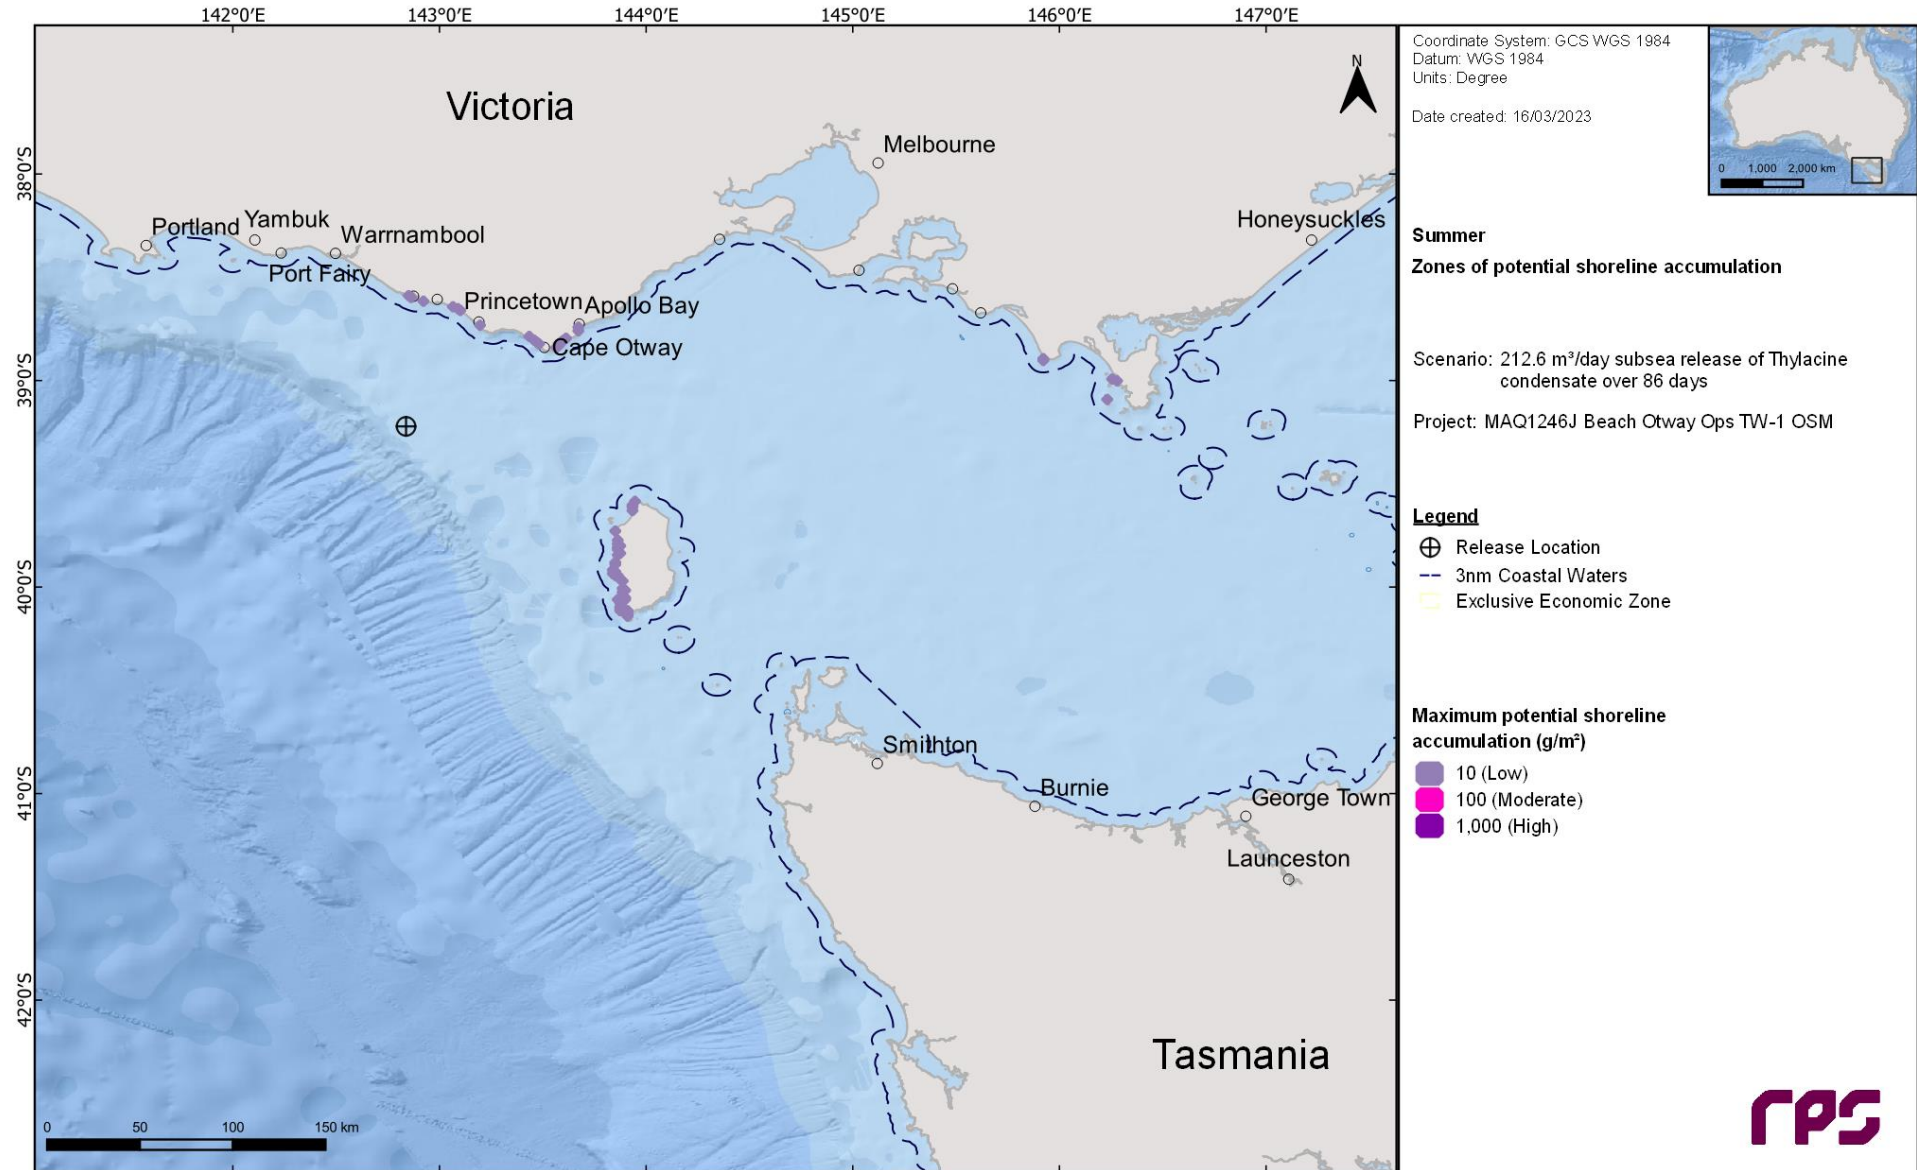 142°0'E 143°0'E 144°0'E 145°0'E 146°0'E 147°0'E
38°0'S
39°0'S
40°0'S
41°0'S
42°0'S
Victoria
N
Melbourne
Portland
Yambuk
Warrnambool
Port Fairy
Princetown
Apollo Bay
Cape Otway
Honeysuckles
Smithton
Burnie
George Town
Launceston
Tasmania
0 50 100 150 km
Coordinate System: GCS WGS 1984
Datum: WGS 1984
Units: Degree
Date created: 16/03/2023
0 1,000 2,000 km
Summer
Zones of potential shoreline accumulation
Scenario: 212.6 m³/day subsea release of Thylacine
condensate over 86 days
Project: MAQ1246J Beach Otway Ops TW-1 OSM
Legend
Release Location
3nm Coastal Waters
Exclusive Economic Zone
Maximum potential shoreline
accumulation (g/m²)
10 (Low)
100 (Moderate)
1,000 (High)
rps